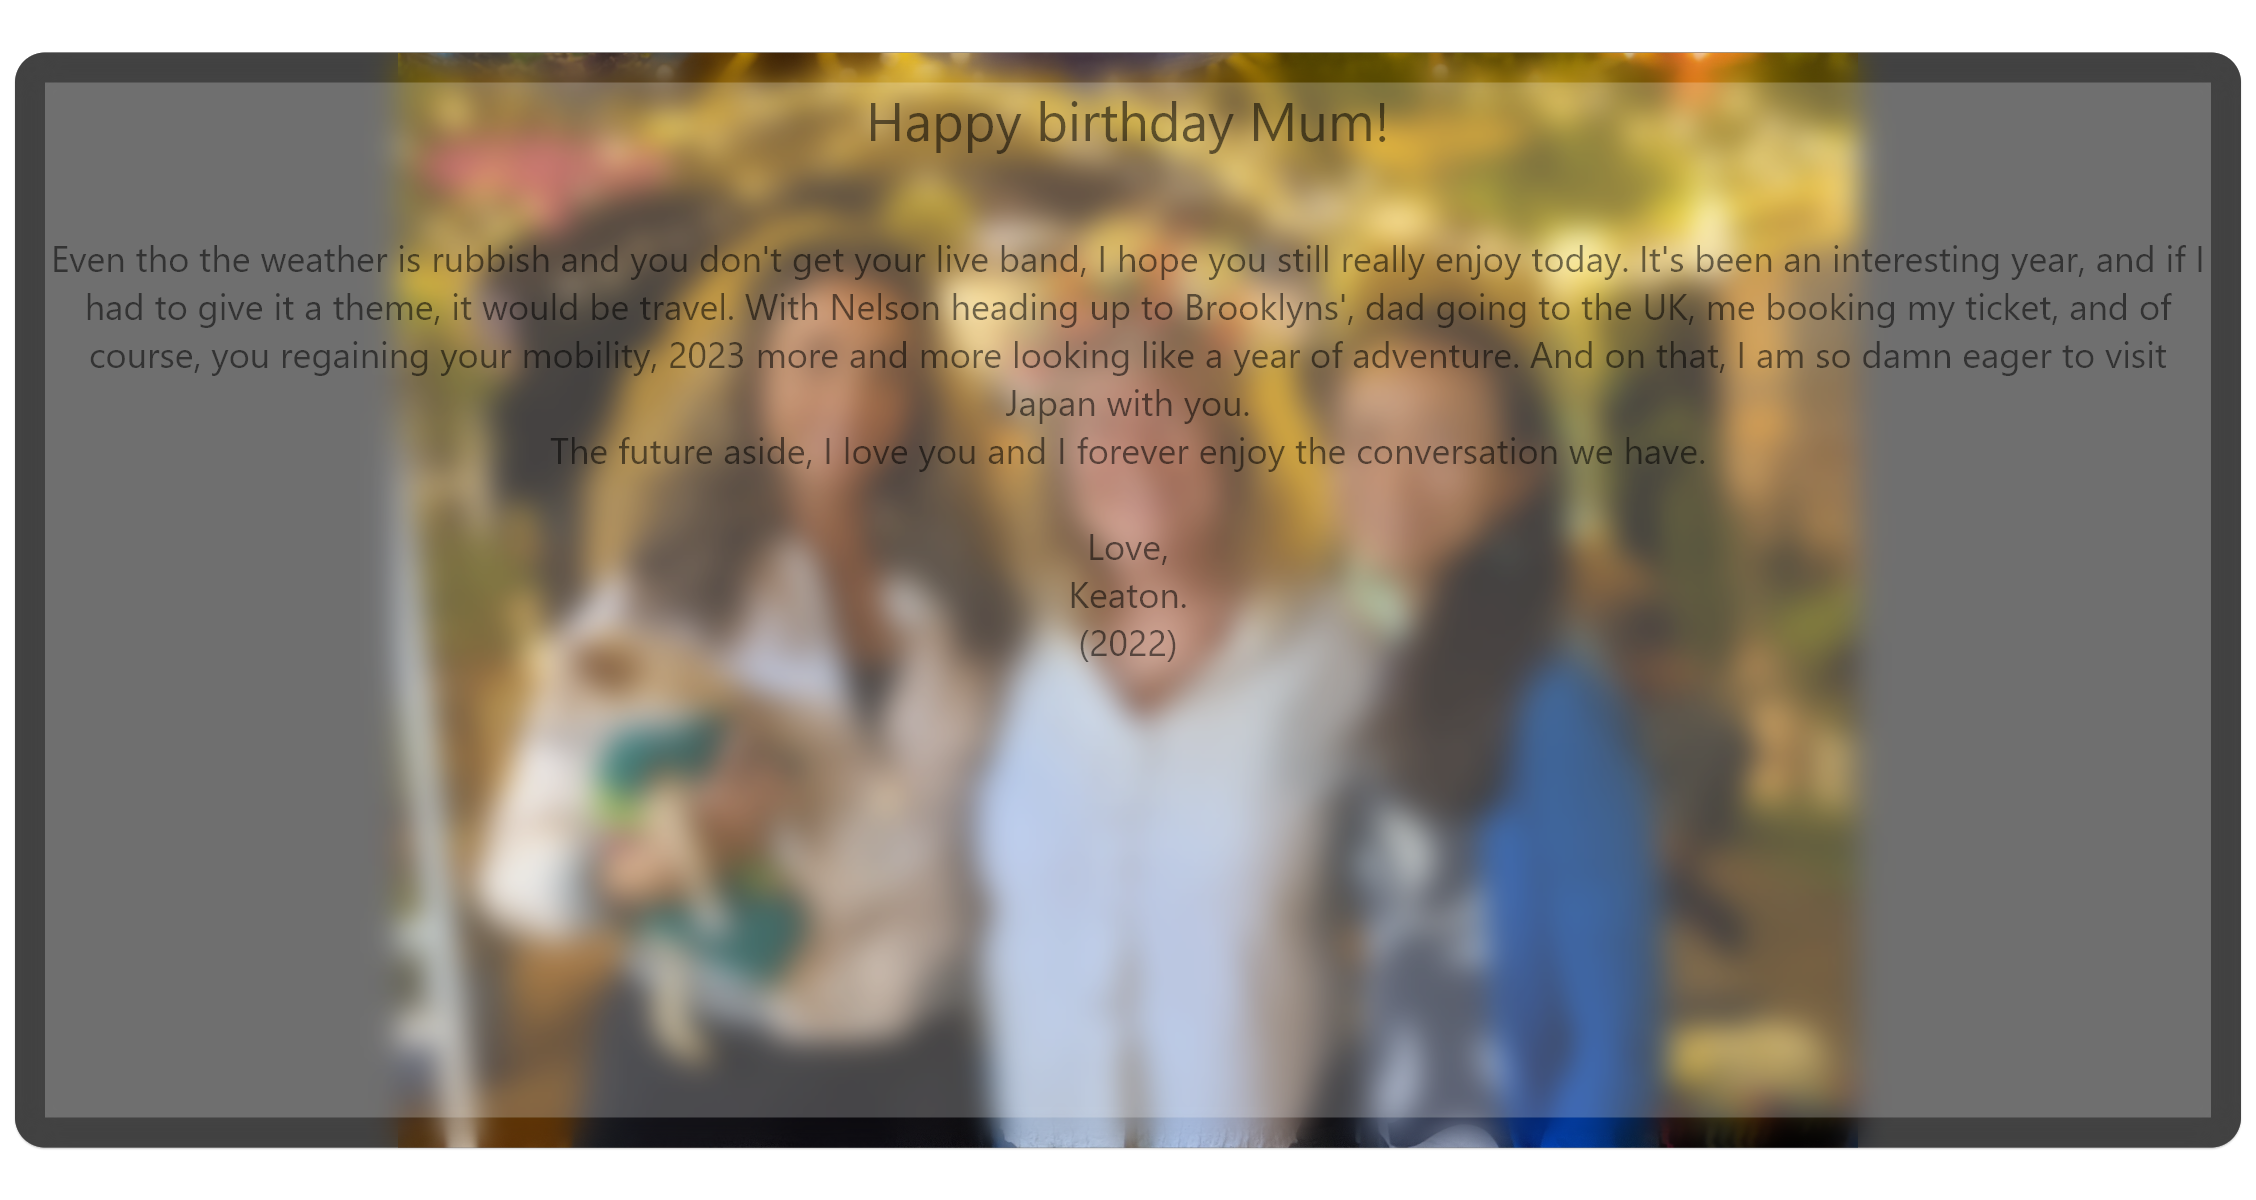 Happy birthday Mum!
Even tho the weather is rubbish and you don't get your live band, I hope you still really enjoy today. It's been an interesting year, and if I
had to give it a theme, it would be travel. With Nelson heading up to Brooklyns', dad going to the UK, me booking my ticket, and of
course, you regaining your mobility, 2023 more and more looking like a year of adventure. And on that, I am so damn eager to visit
Japan with you.
The future aside, I love you and I forever enjoy the conversation we have.
Love,
Keaton.
(2022)